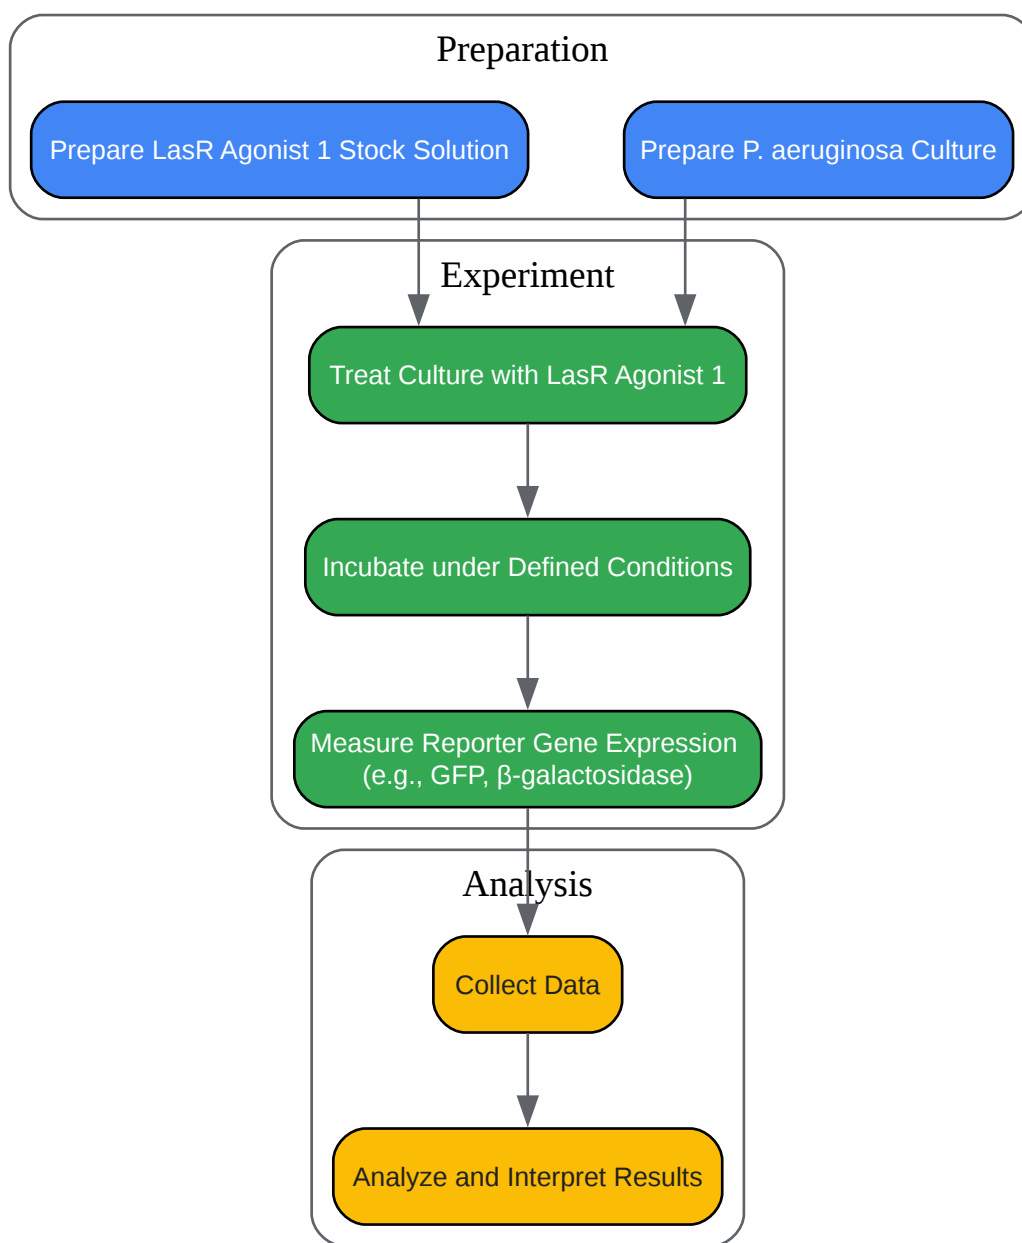 Preparation
Prepare LasR Agonist 1 Stock Solution
Prepare P. aeruginosa Culture
Experiment
Treat Culture with LasR Agonist 1
Incubate under Defined Conditions
Measure Reporter Gene Expression
(e.g., GFP, β-galactosidase)
Analysis
Collect Data
Analyze and Interpret Results